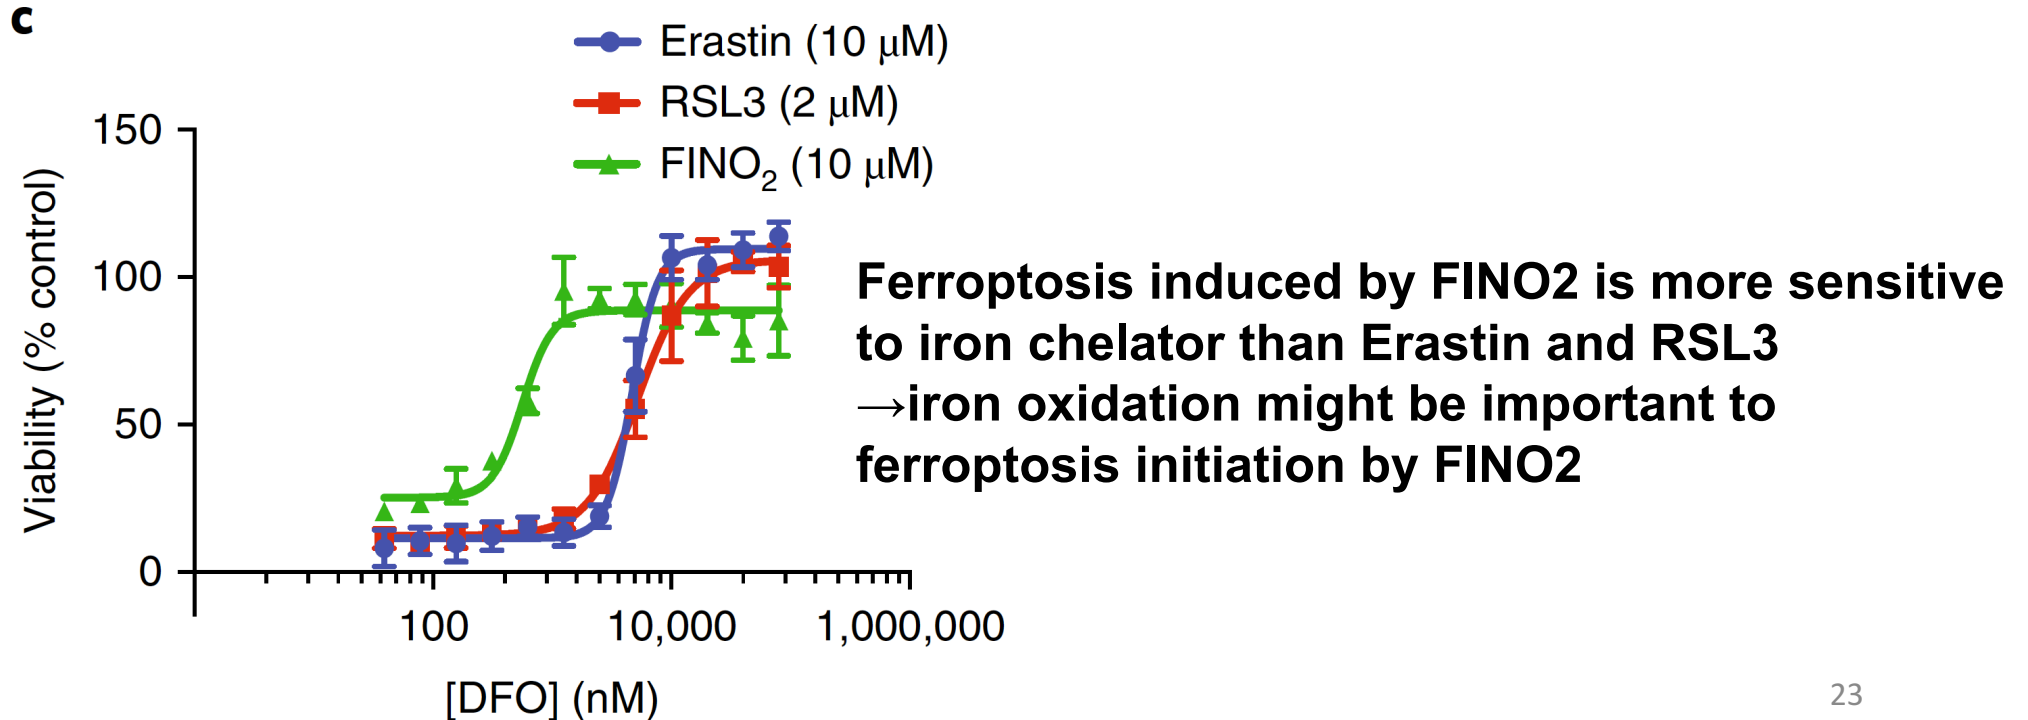 c
Erastin (10 μM)
RSL3 (2 μM)
FINO2 (10 μM)
150
100
50
0
Viability (% control)
100
10,000
1,000,000
[DFO] (nM)
Ferroptosis induced by FINO2 is more sensitive
to iron chelator than Erastin and RSL3
→iron oxidation might be important to
ferroptosis initiation by FINO2
23